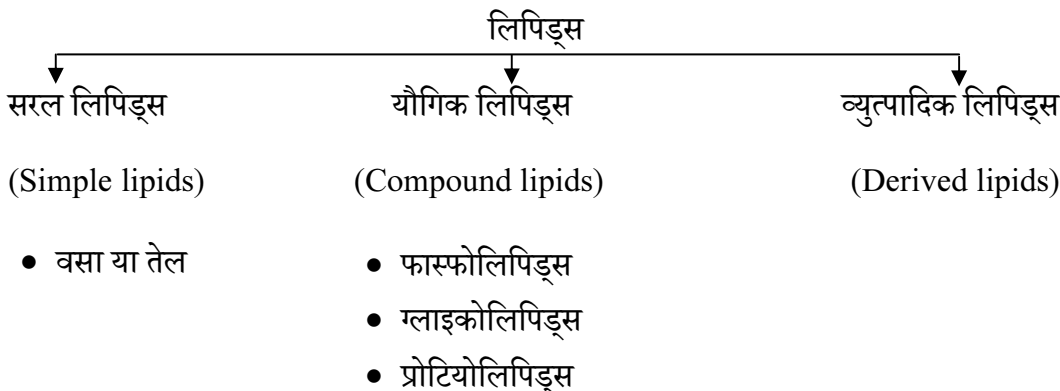 लिपिड्स
सरल लिपिड्स यौगिक लिपिड्स व्युत्पादिक लिपिड्स
(Simple lipids) (Compound lipids) (Derived lipids)
• वसा या तेल • फास्फोलिपिड्स
• ग्लाइकोलिपिड्स
• प्रोटियोलिपिड्स